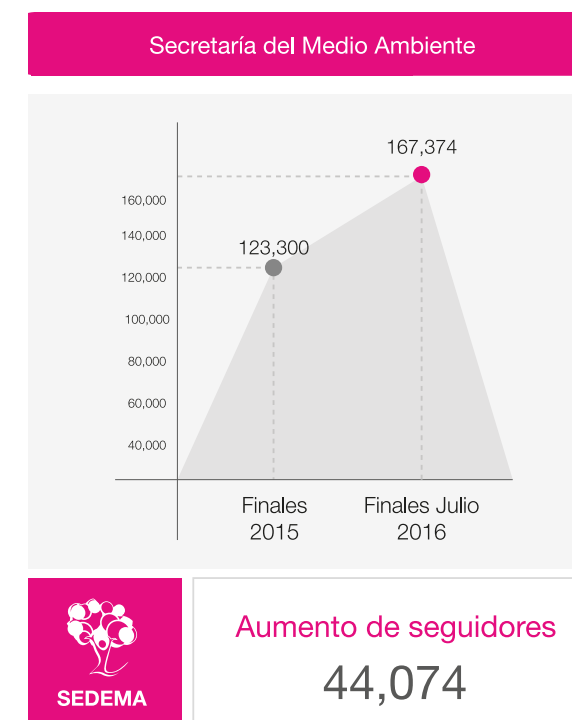 Secretaría del Medio Ambiente
167,374
160,000
140,000
123,300
120,000
100,000
80,000
60,000
40,000
Finales
2015
Finales Julio
2016
SEDEMA
Aumento de seguidores
44,074